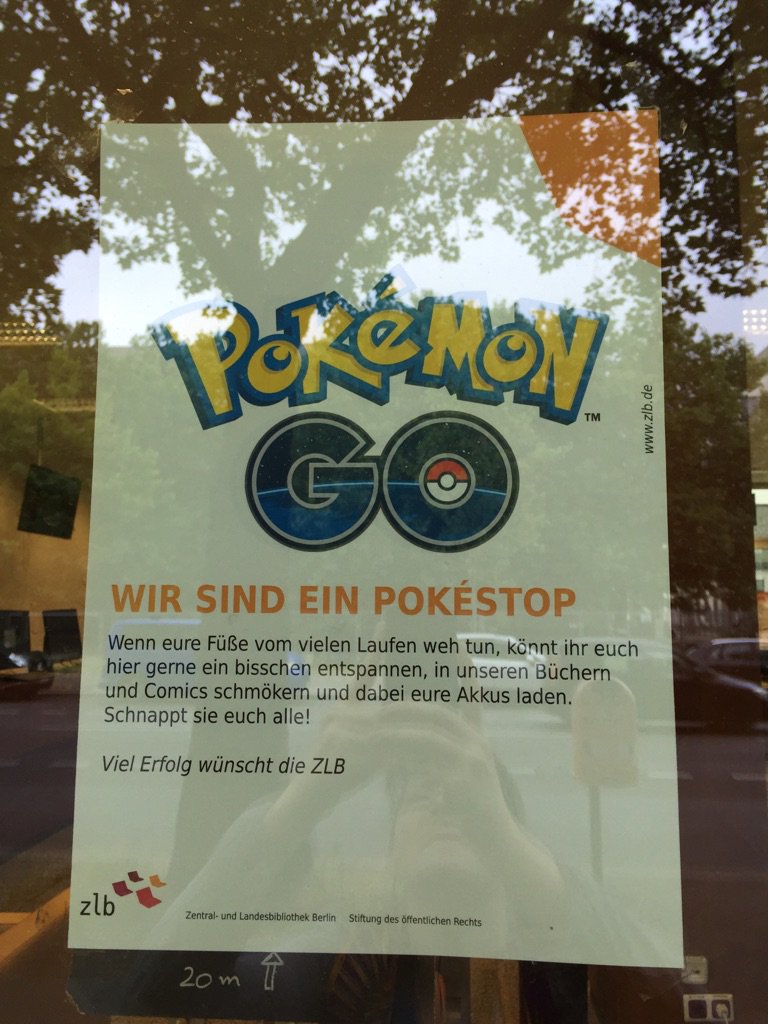 POKéMON
™
GO
www.zlb.de
WIR SIND EIN POKÉSTOP
Wenn eure Füße vom vielen Laufen weh tun, könnt ihr euch
hier gerne ein bisschen entspannen, in unseren Büchern
und Comics schmökern und dabei eure Akkus laden.
Schnappt sie euch alle!
Viel Erfolg wünscht die ZLB
zlb
Zentral- und Landesbibliothek Berlin Stiftung des öffentlichen Rechts
20 m ⇧